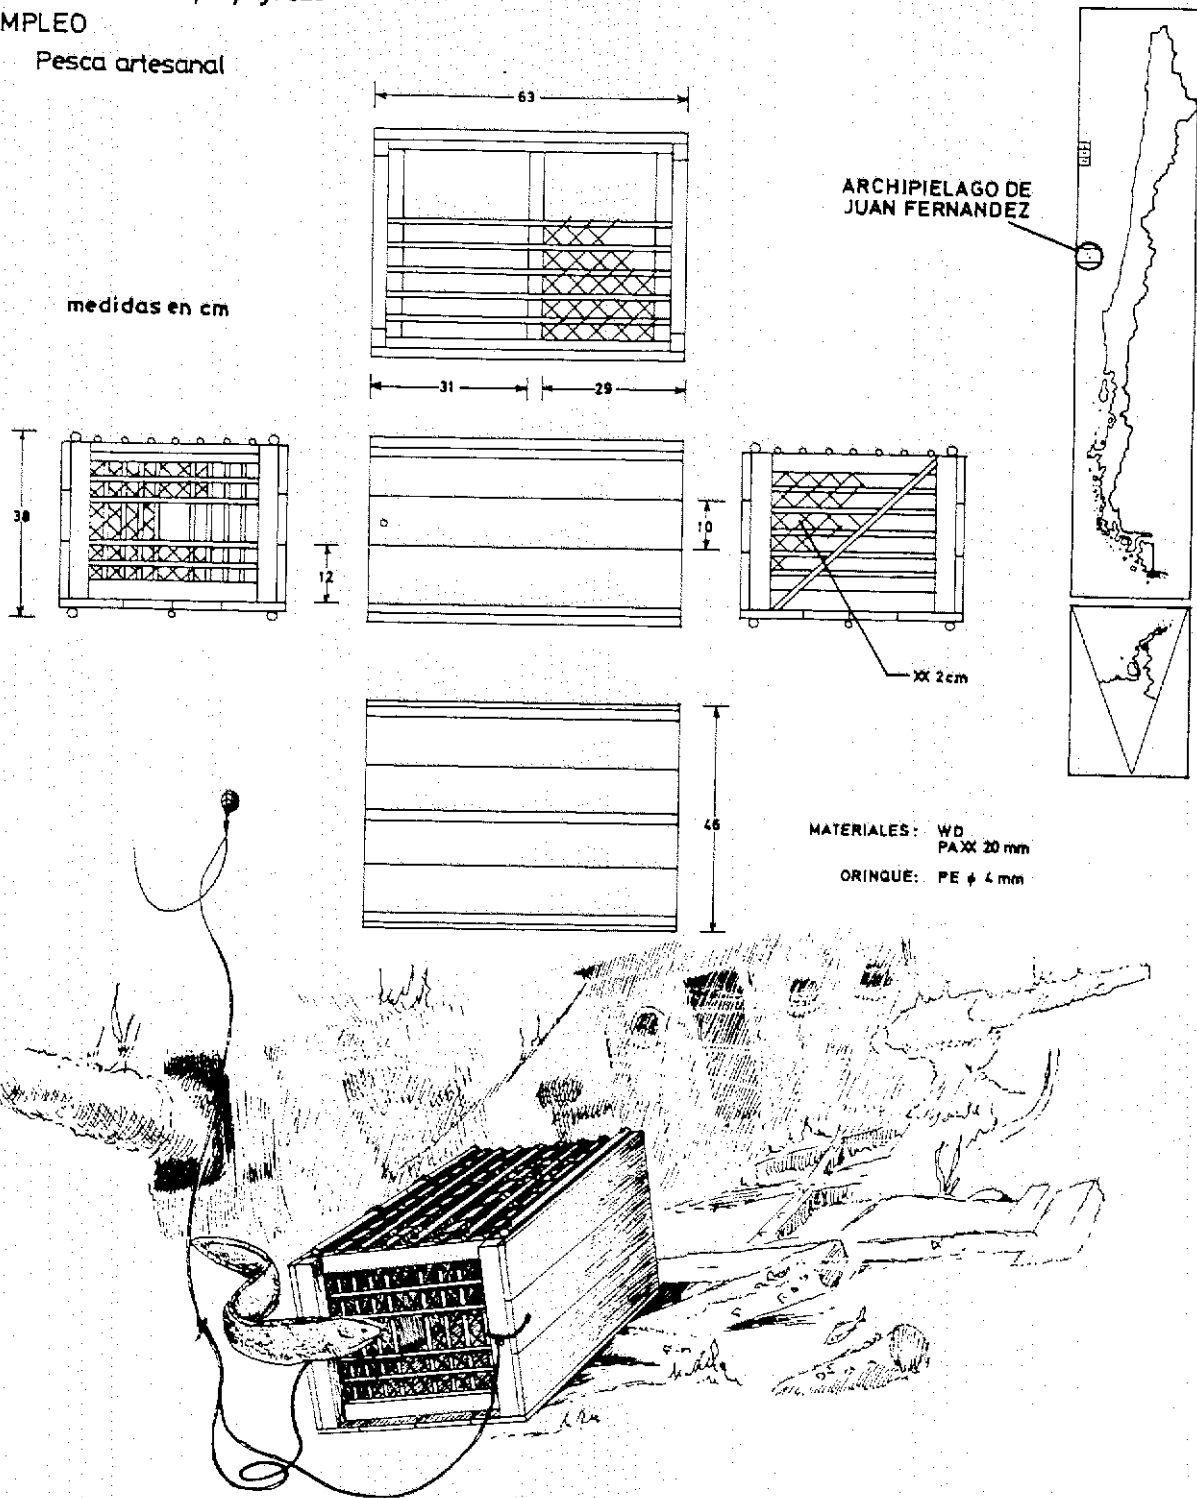 MPLEO
Pesca artesanal
63
ARCHIPIELAGO DE
JUAN FERNANDEZ
medidas en cm
31
29
38
12
10
XX 2cm
46
MATERIALES: WD
PA XX 20 mm
ORINQUE: PE ϕ 4 mm